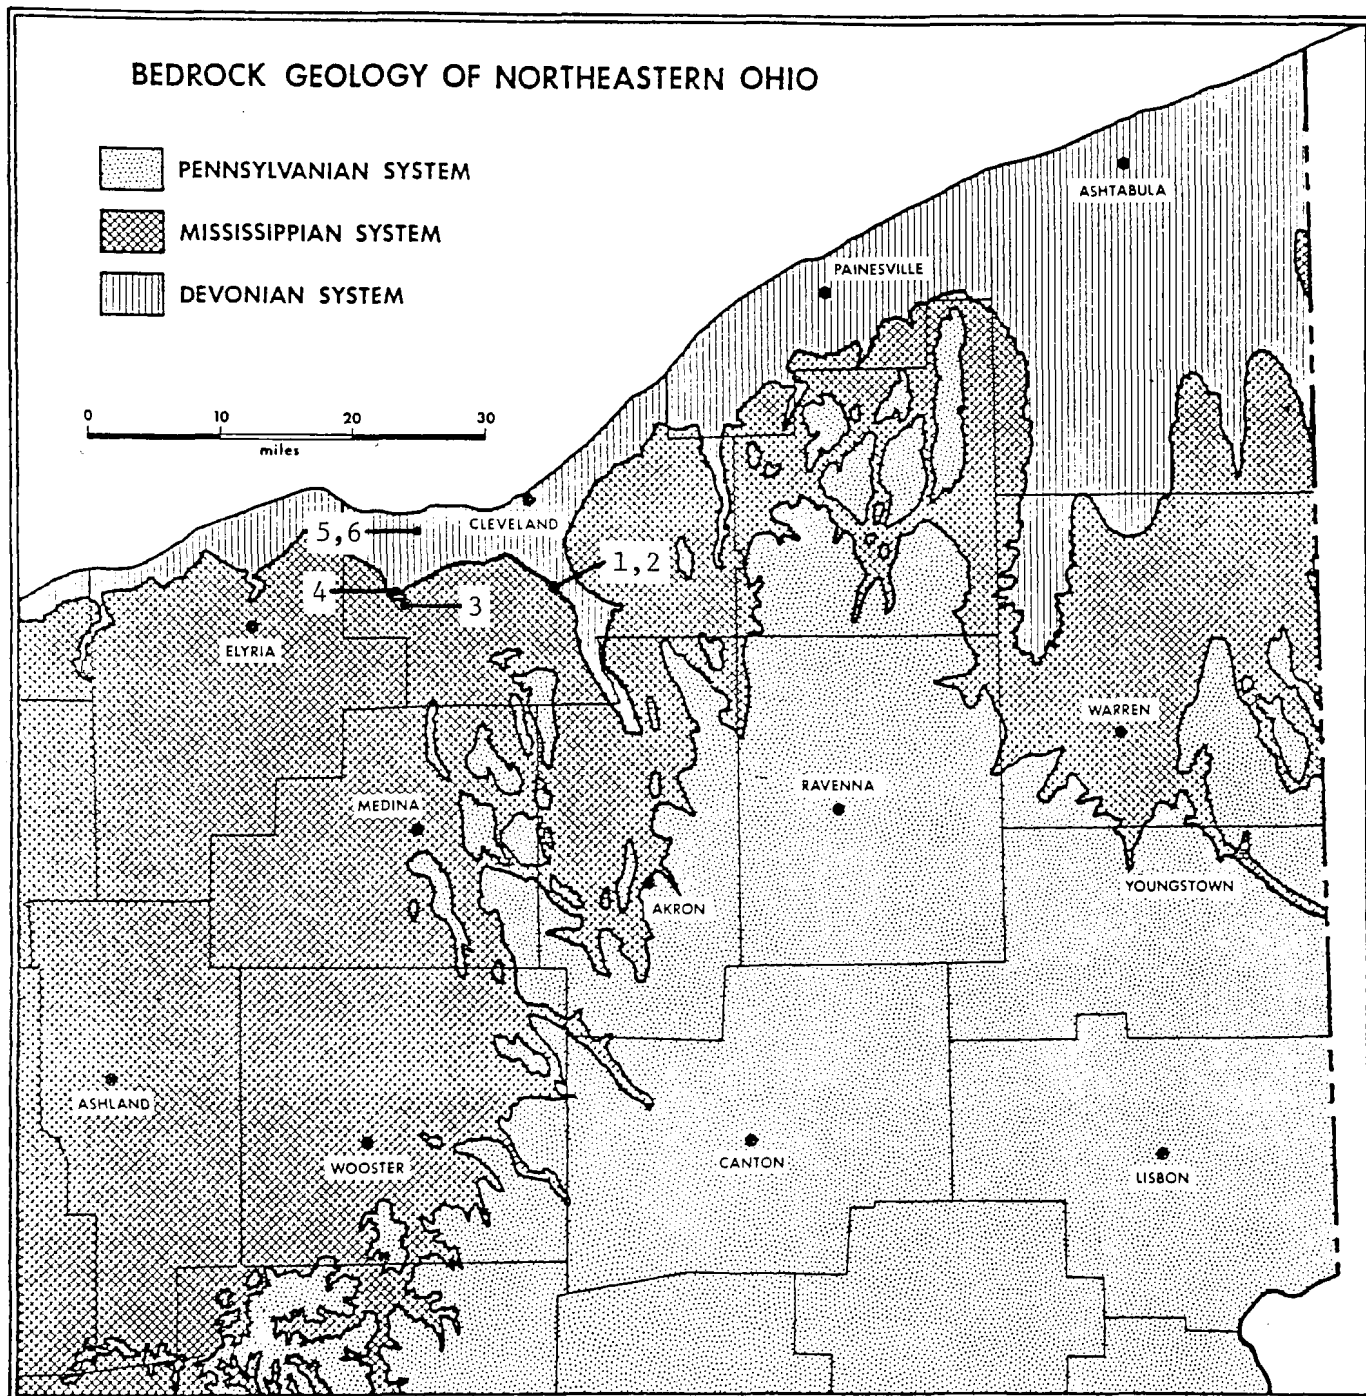 BEDROCK GEOLOGY OF NORTHEASTERN OHIO
PENNSYLVANIAN SYSTEM
MISSISSIPPIAN SYSTEM
DEVONIAN SYSTEM
ASHTABULA
PAINESVILLE
0 10 20 30
miles
CLEVELAND
5,6
1,2
4
3
ELYRIA
WARREN
RAVENNA
MEDINA
YOUNGSTOWN
AKRON
ASHLAND
WOOSTER
CANTON
LISBON